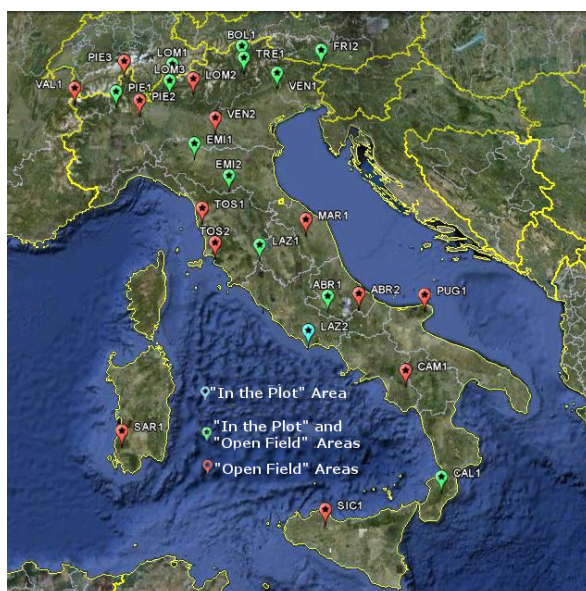 BOL1
FRI2
LOM1
TRE1
PIE3
LOM3
LOM2
VEN1
VAL1
PIE1
PIE2
VEN2
EMI1
EMI2
TOS1
MAR1
TOS2
LAZ1
ABR1
ABR2
PUG1
LAZ2
CAM1
"In the Plot" Area
"In the Plot" and
"Open Field" Areas
SAR1
"Open Field" Areas
CAL1
SIC1